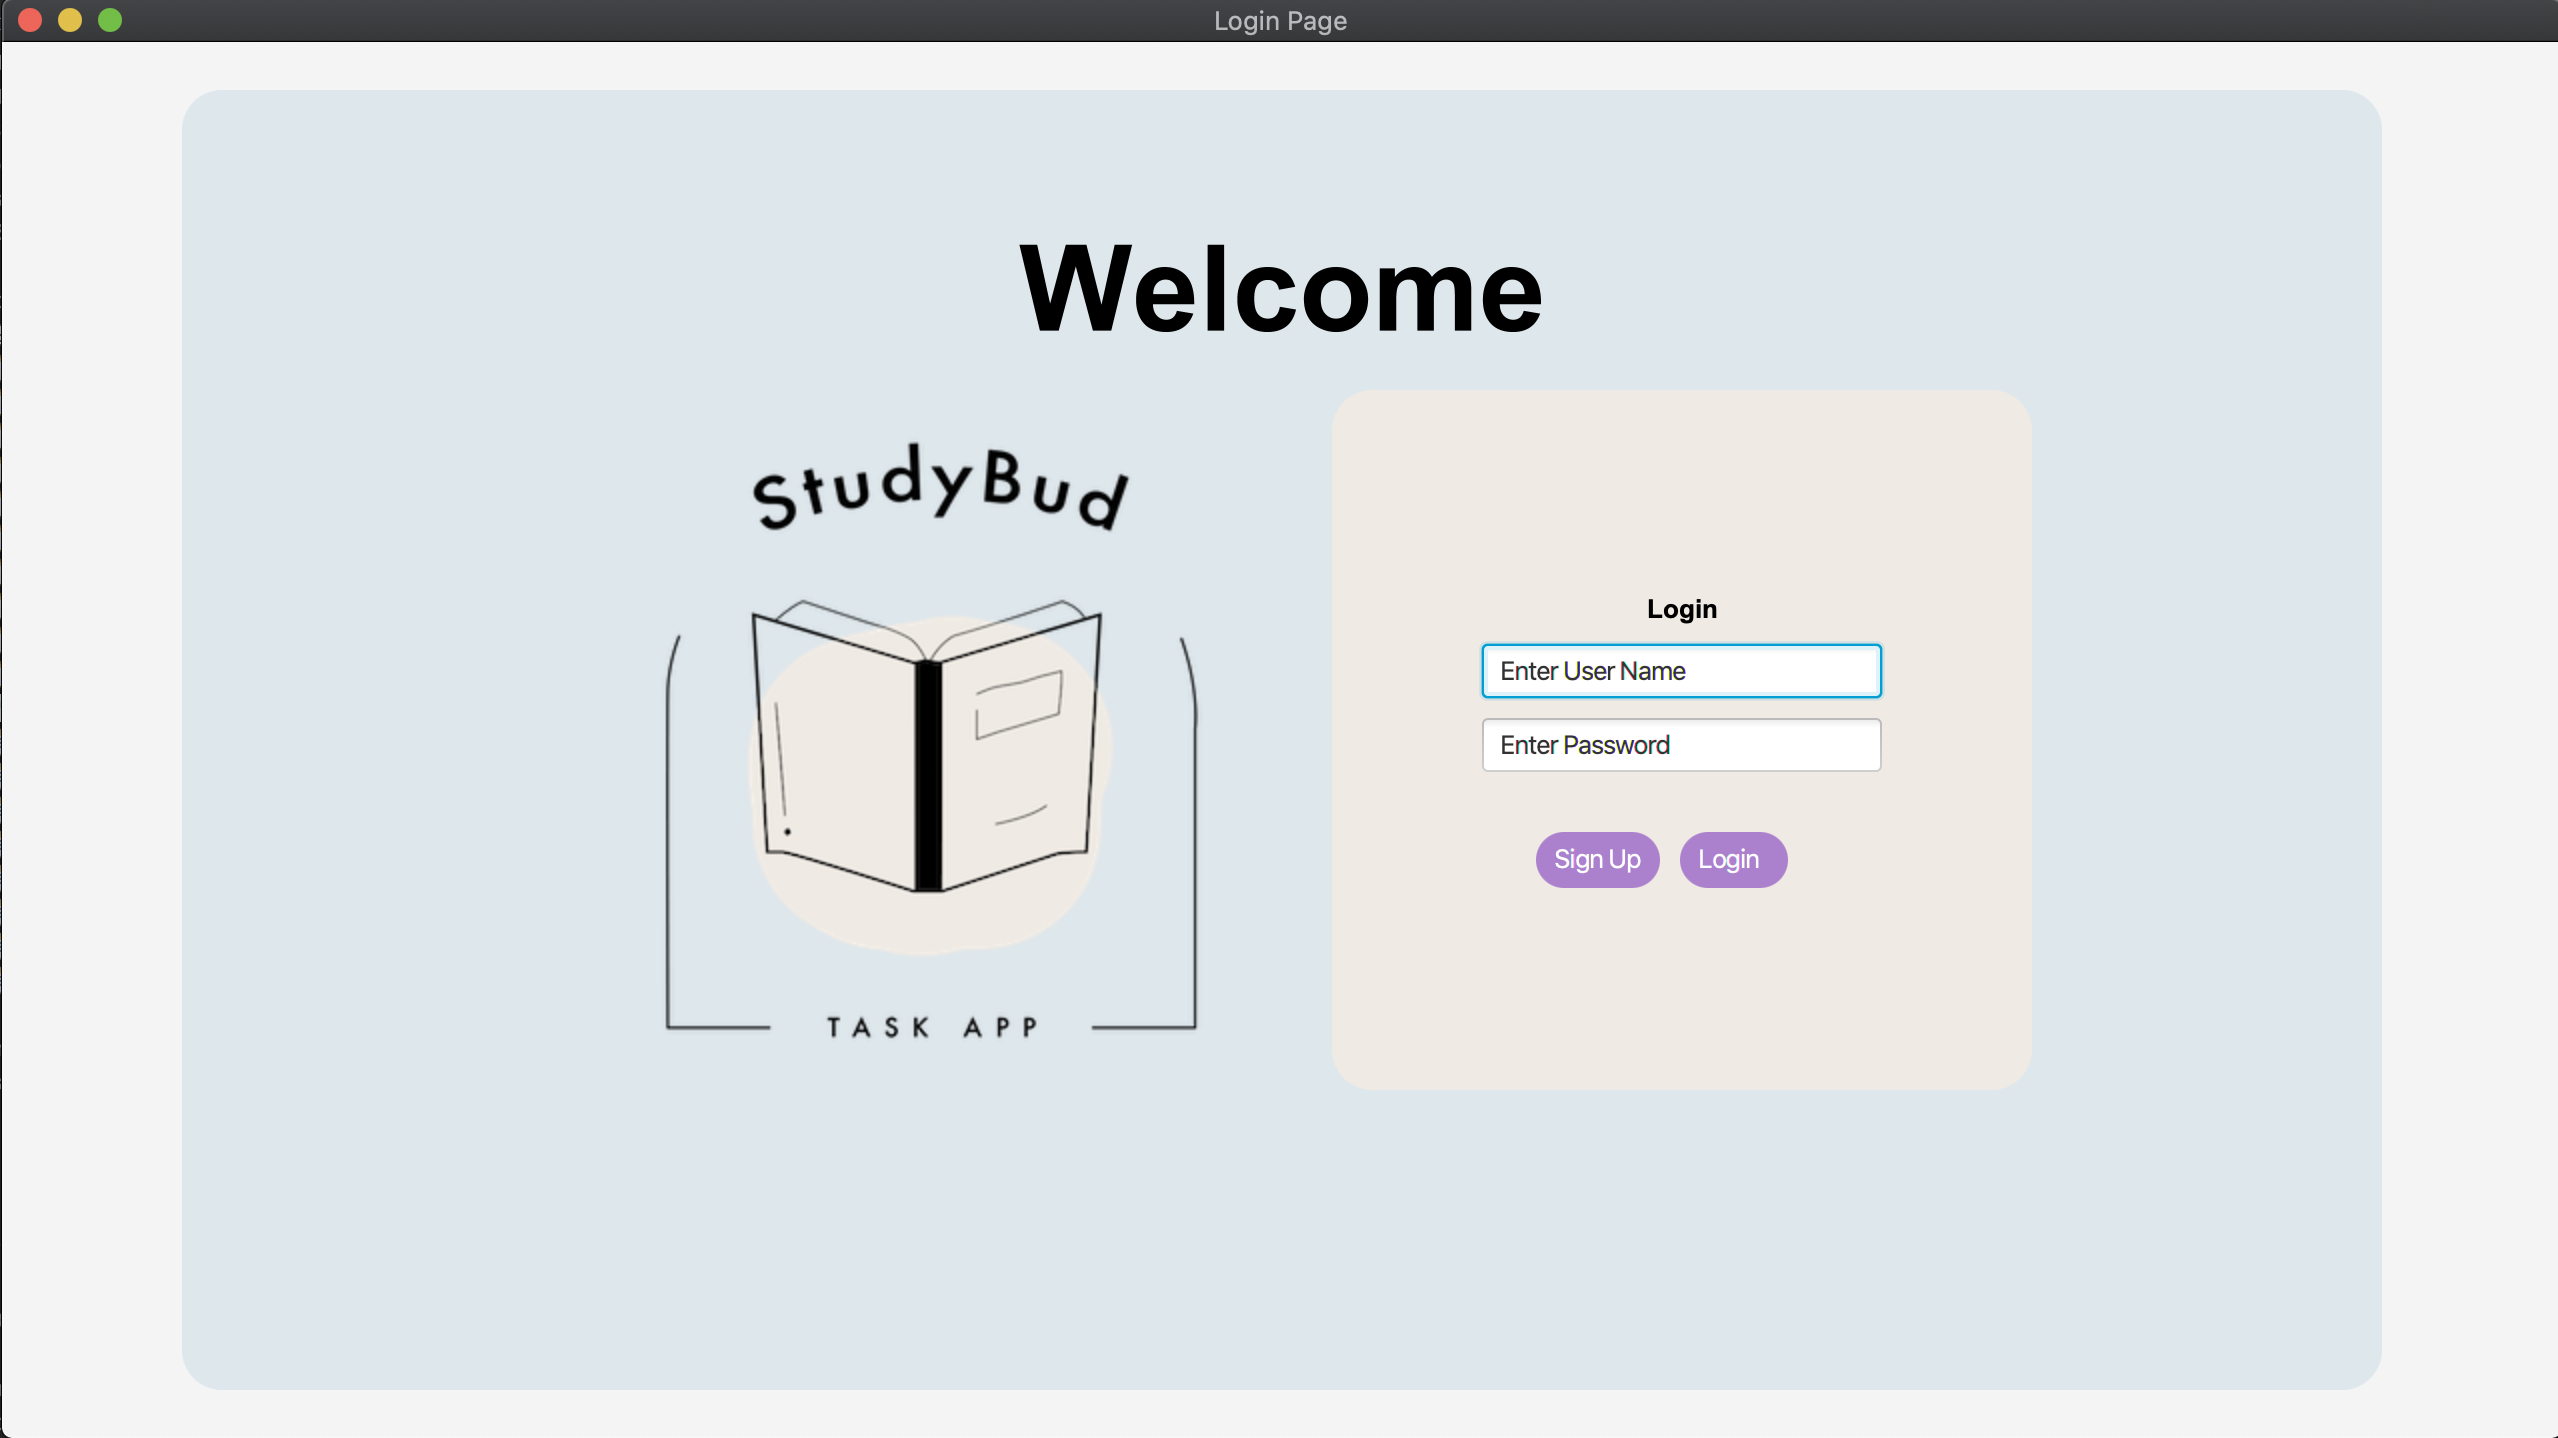 Login Page
Welcome
StudyBud
TASK APP
Login
Enter User Name
Enter Password
Sign Up
Login